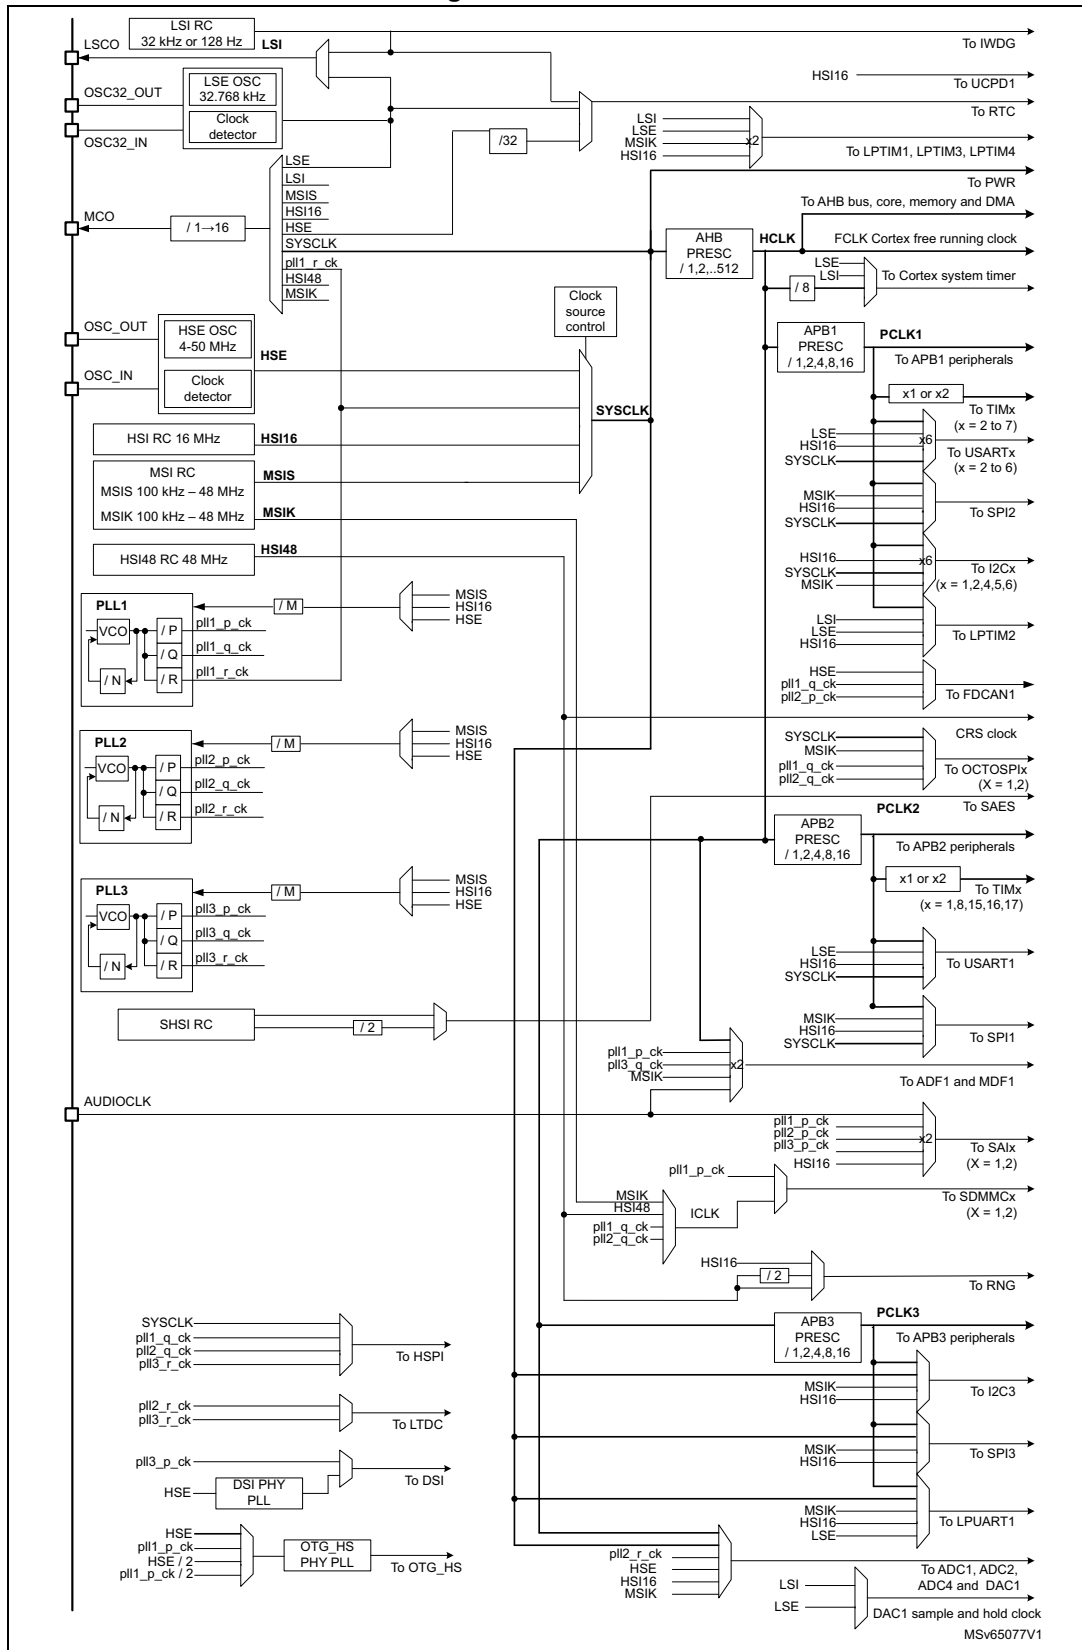 LSI RC
32 kHz or 128 Hz
LSI
LSCO
To IWDG
HSI16
To UCPD1
OSC32_OUT
LSE OSC
32.768 kHz
Clock
detector
OSC32_IN
To RTC
/32
LSI
LSE
MSIK
HSI16
x2
To LPTIM1, LPTIM3, LPTIM4
To PWR
MCO
/ 1→16
LSE
LSI
MSIS
HSI16
HSE
SYSCLK
pll1_r_ck
HSI48
MSIK
To AHB bus, core, memory and DMA
AHB
PRESC
/ 1,2,..512
HCLK
FCLK Cortex free running clock
LSE
LSI
/ 8
To Cortex system timer
OSC_OUT
HSE OSC
4-50 MHz
HSE
OSC_IN
Clock
detector
Clock
source
control
SYSCLK
APB1
PRESC
/ 1,2,4,8,16
PCLK1
To APB1 peripherals
x1 or x2
To TIMx
(x = 2 to 7)
HSI RC 16 MHz
HSI16
LSE
HSI16
SYSCLK
x6
To USARTx
(x = 2 to 6)
MSI RC
MSIS 100 kHz – 48 MHz
MSIK 100 kHz – 48 MHz
MSIS
MSIK
MSIK
HSI16
SYSCLK
To SPI2
HSI48 RC 48 MHz
HSI48
HSI16
SYSCLK
MSIK
x6
To I2Cx
(x = 1,2,4,5,6)
PLL1
VCO
/ N
/ P
/ Q
/ R
pll1_p_ck
pll1_q_ck
pll1_r_ck
/ M
MSIS
HSI16
HSE
LSI
LSE
HSI16
To LPTIM2
HSE
pll1_q_ck
pll2_p_ck
To FDCAN1
CRS clock
PLL2
VCO
/ N
/ P
/ Q
/ R
pll2_p_ck
pll2_q_ck
pll2_r_ck
/ M
MSIS
HSI16
HSE
SYSCLK
MSIK
pll1_q_ck
pll2_q_ck
To OCTOSPIx
(X = 1,2)
To SAES
APB2
PRESC
/ 1,2,4,8,16
PCLK2
To APB2 peripherals
x1 or x2
To TIMx
(x = 1,8,15,16,17)
PLL3
VCO
/ N
/ P
/ Q
/ R
pll3_p_ck
pll3_q_ck
pll3_r_ck
/ M
MSIS
HSI16
HSE
LSE
HSI16
SYSCLK
To USART1
SHSI RC
/ 2
MSIK
HSI16
SYSCLK
To SPI1
pll1_p_ck
pll3_q_ck
MSIK
x2
To ADF1 and MDF1
AUDIOCLK
pll1_p_ck
pll2_p_ck
pll3_p_ck
HSI16
x2
To SAIx
(X = 1,2)
pll1_p_ck
MSIK
HSI48
pll1_q_ck
pll2_q_ck
ICLK
To SDMMCx
(X = 1,2)
HSI16
/ 2
To RNG
SYSCLK
pll1_q_ck
pll2_q_ck
pll3_r_ck
To HSPI
APB3
PRESC
/ 1,2,4,8,16
PCLK3
To APB3 peripherals
MSIK
HSI16
To I2C3
pll2_r_ck
pll3_r_ck
To LTDC
MSIK
HSI16
To SPI3
pll3_p_ck
HSE
DSI PHY
PLL
To DSI
MSIK
HSI16
LSE
To LPUART1
HSE
pll1_p_ck
HSE / 2
pll1_p_ck / 2
OTG_HS
PHY PLL
To OTG_HS
pll2_r_ck
HSE
HSI16
MSIK
To ADC1, ADC2,
ADC4 and DAC1
LSI
LSE
DAC1 sample and hold clock
MSv65077V1